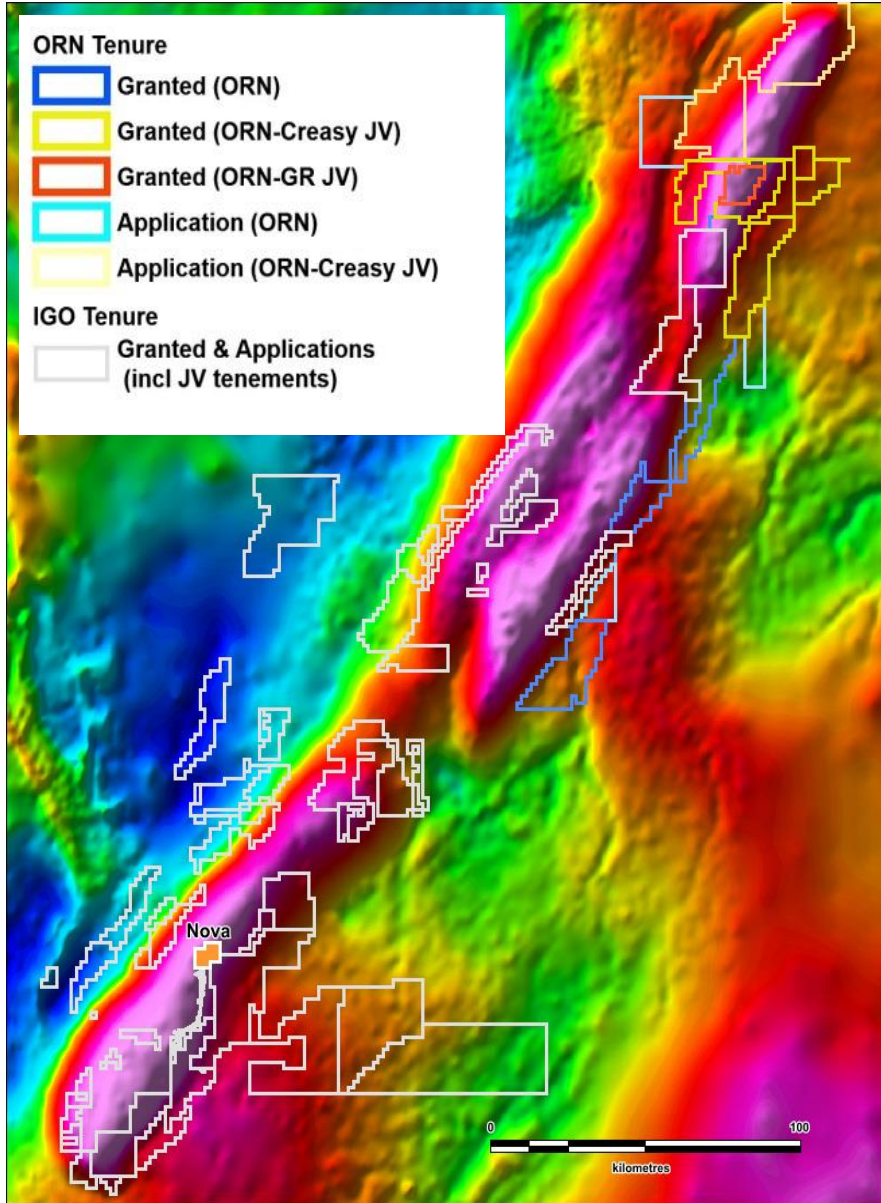 ORN Tenure
Granted (ORN)
Granted (ORN-Creasy JV)
Granted (ORN-GR JV)
Application (ORN)
Application (ORN-Creasy JV)
IGO Tenure
Granted & Applications
(incl JV tenements)
Nova
0 100
kilometres